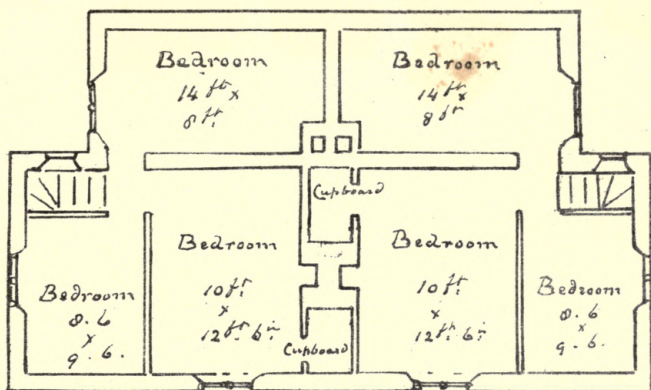 Bedroom
14 ft x
8 ft.
Bedroom
14 ft x
8 ft
Cupboard
Bedroom
10 ft.
x
12 ft. 6 in
Bedroom
10 ft.
x
12 ft. 6 in.
Bedroom
8. 6
x
9. 6.
Bedroom
8. 6
x
9. 6.
Cupboard